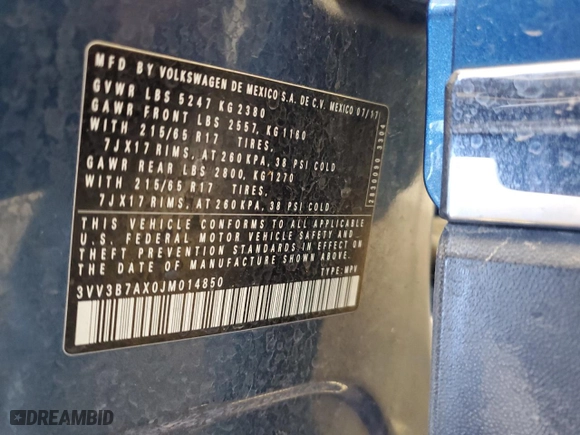 MFD BY VOLKSWAGEN DE MEXICO S.A. DE C.V. MEXICO 07/17
GVWR LBS 5247 KG 2380
GAWR FRONT LBS 2557, KG 1160
WITH 215/65 R17 TIRES,
7JX17 RIMS, AT 260 KPA, 38 PSI COLD
GAWR REAR LBS 2800, KG 1270
WITH 215/65 R17 TIRES,
7JX17 RIMS, AT 260 KPA, 38 PSI COLD
THIS VEHICLE CONFORMS TO ALL APPLICABLE
U.S. FEDERAL MOTOR VEHICLE SAFETY AND
THEFT PREVENTION STANDARDS IN EFFECT ON
THE DATE OF MANUFACTURE SHOWN ABOVE.
3VV3B7AX0JM014850
TYPE: MPV
DREAMBID